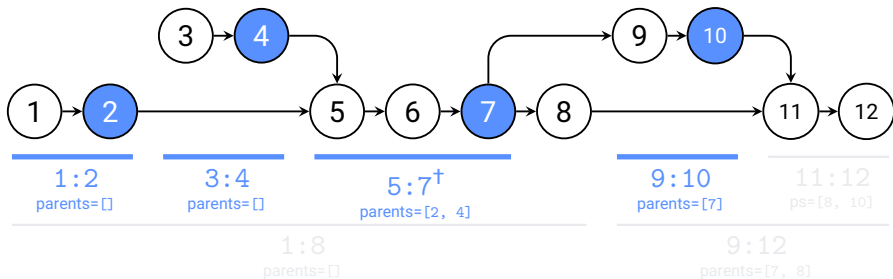 3 4 9 10
1 2 5 6 7 8 11 12
1:2 3:4 5:7† 9:10 11:12
parents=[] parents=[] parents=[2, 4] parents=[7] ps=[8, 10]
1:8 9:12
parents=[] parents=[7, 8]